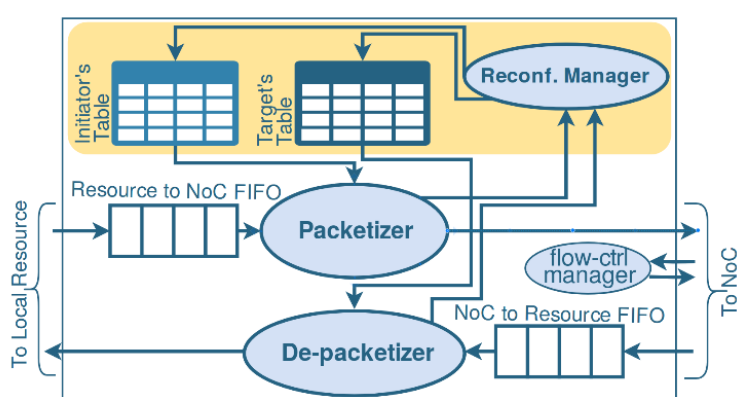 Initiator's
Table
Target's
Table
Reconf. Manager
Resource to NoC FIFO
Packetizer
flow-ctrl
manager
To Local Resource
To NoC
NoC to Resource FIFO
De-packetizer